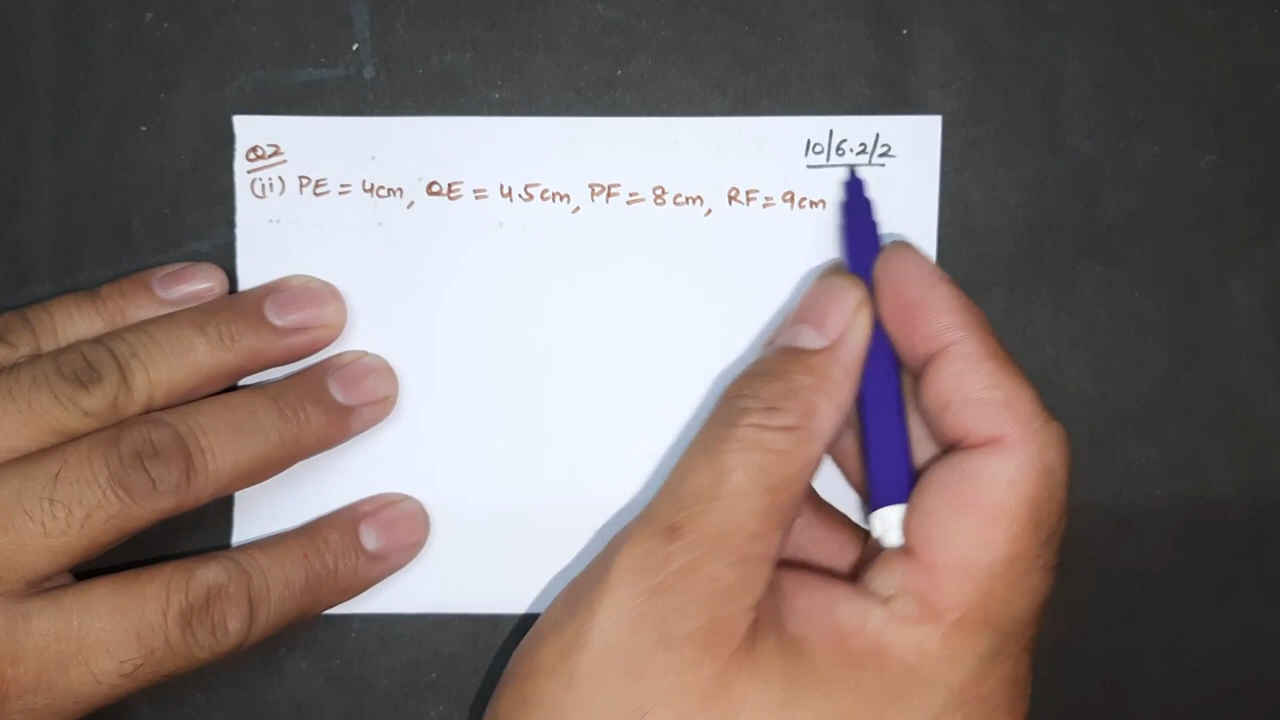 Q2 10/6.2/2
(ii) PE = 4cm, QE = 4.5cm, PF = 8cm, RF = 9cm